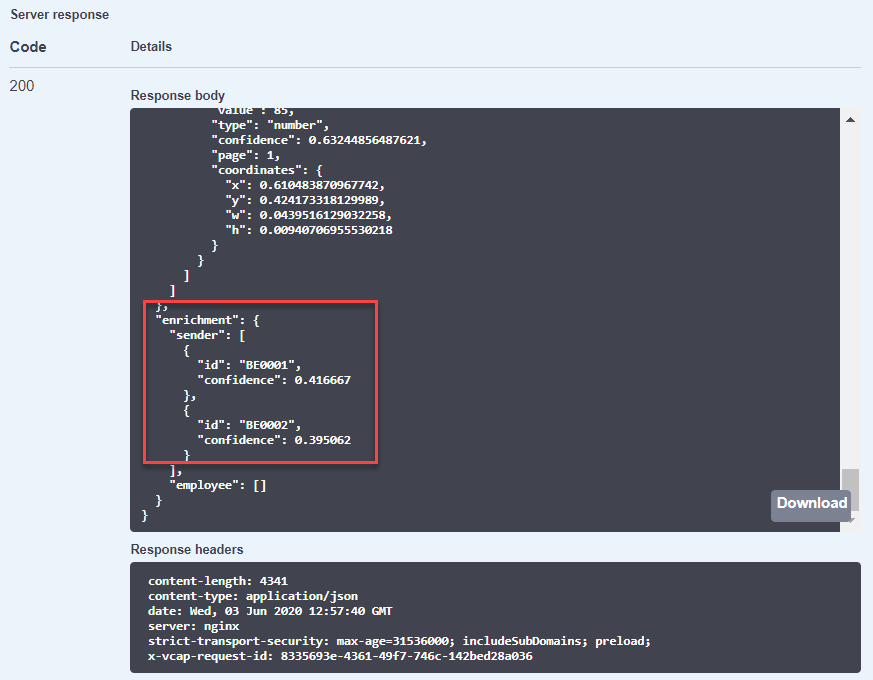 Server response
Code Details
200
Response body
"value": 85,
"type": "number",
"confidence": 0.63244856487621,
"page": 1,
"coordinates": {
"x": 0.610483870967742,
"y": 0.424173318129989,
"w": 0.0439516129032258,
"h": 0.00940706955530218
}
}
]
]
},
"enrichment": {
"sender": [
{
"id": "BE0001",
"confidence": 0.416667
},
{
"id": "BE0002",
"confidence": 0.395062
}
],
"employee": []
}
}
Download
Response headers
content-length: 4341
content-type: application/json
date: Wed, 03 Jun 2020 12:57:40 GMT
server: nginx
strict-transport-security: max-age=31536000; includeSubDomains; preload;
x-vcap-request-id: 8335693e-4361-49f7-746c-142bed28a036